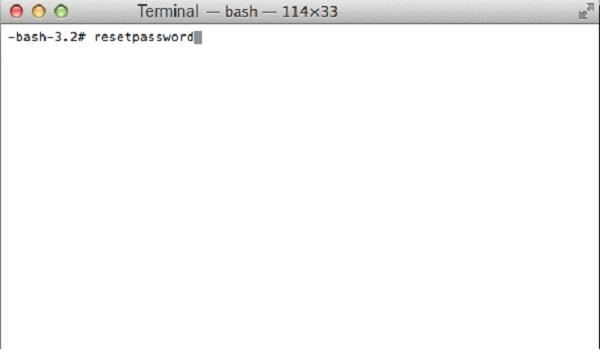 Terminal — bash — 114×33
-bash-3.2# resetpassword